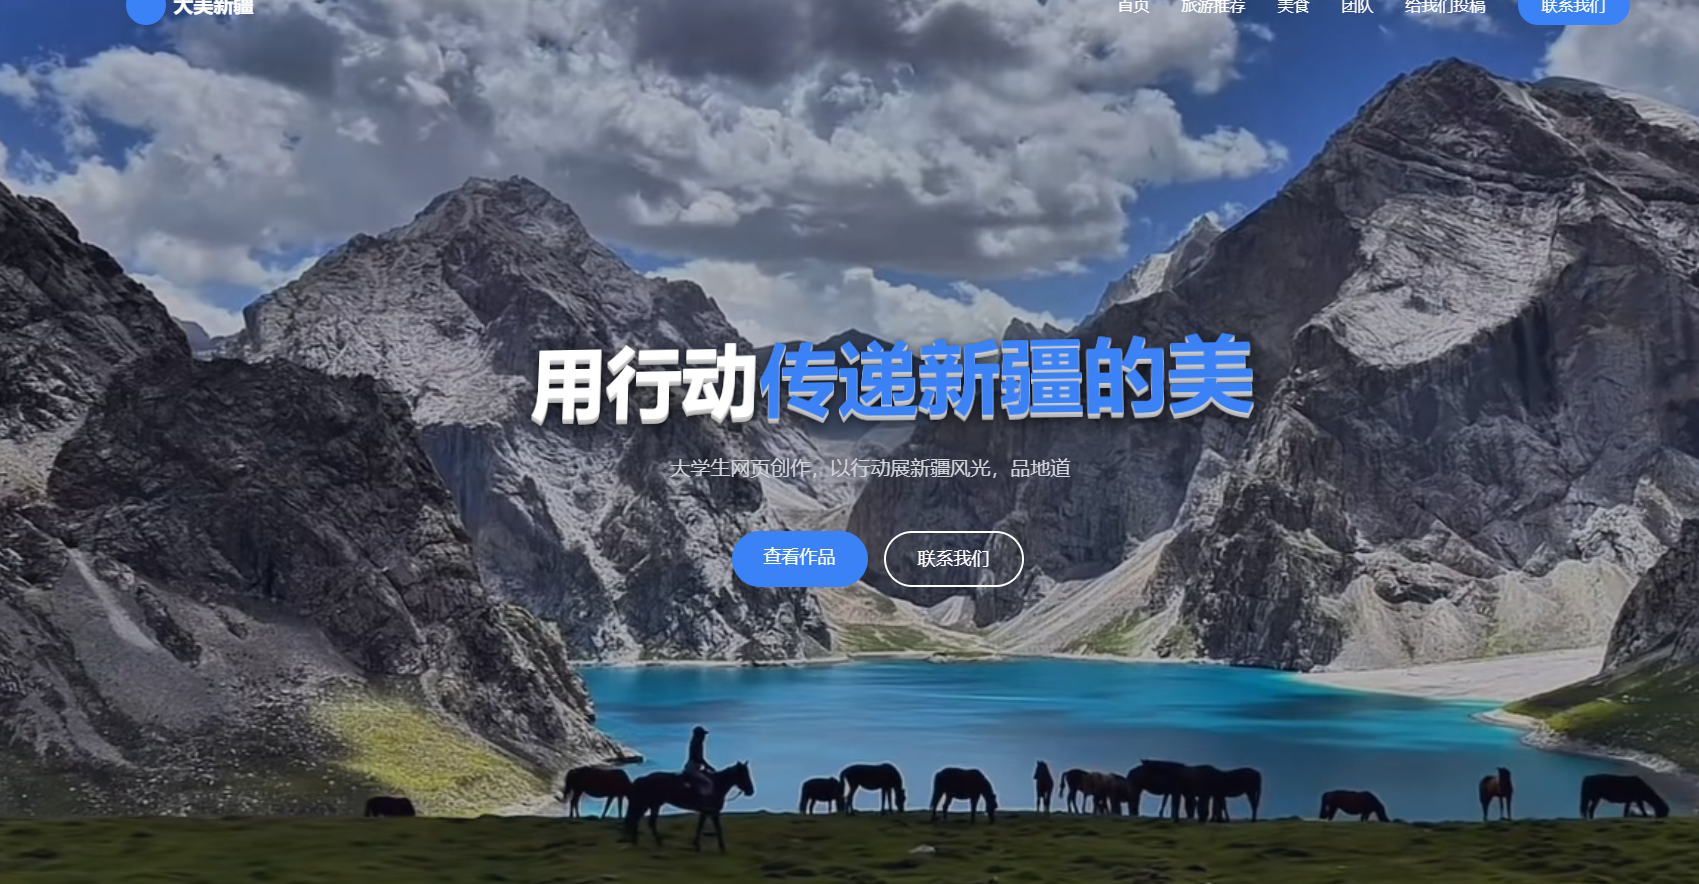 大美新疆
首页 旅游推荐 美食 团队 给我们投稿 联系我们
用行动传递新疆的美
大学生网页创作，以行动展新疆风光，品地道
查看作品 联系我们